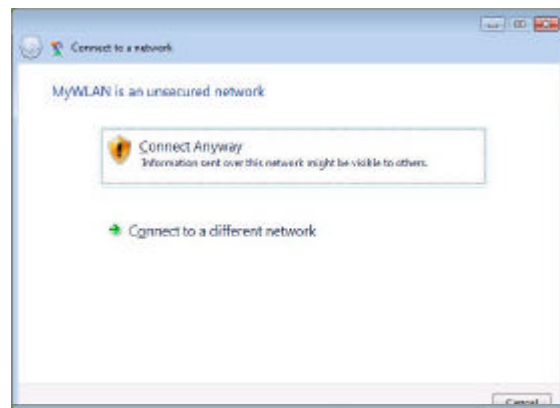 Connect to a network
MyWLAN is an unsecured network
Connect Anyway
Information sent over this network might be visible to others.
Connect to a different network
Cancel